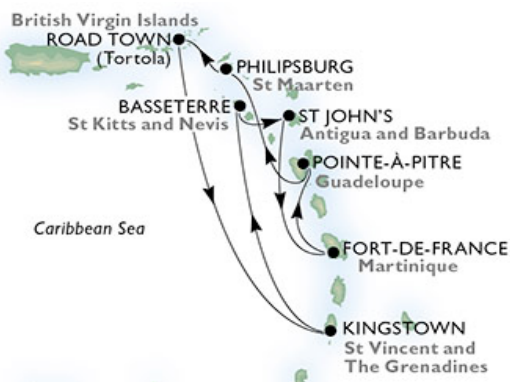 British Virgin Islands
ROAD TOWN
(Tortola)
PHILIPSBURG
St Maarten
BASSETERRE
St Kitts and Nevis
ST JOHN'S
Antigua and Barbuda
POINTE-À-PITRE
Guadeloupe
Caribbean Sea
FORT-DE-FRANCE
Martinique
KINGSTOWN
St Vincent and
The Grenadines